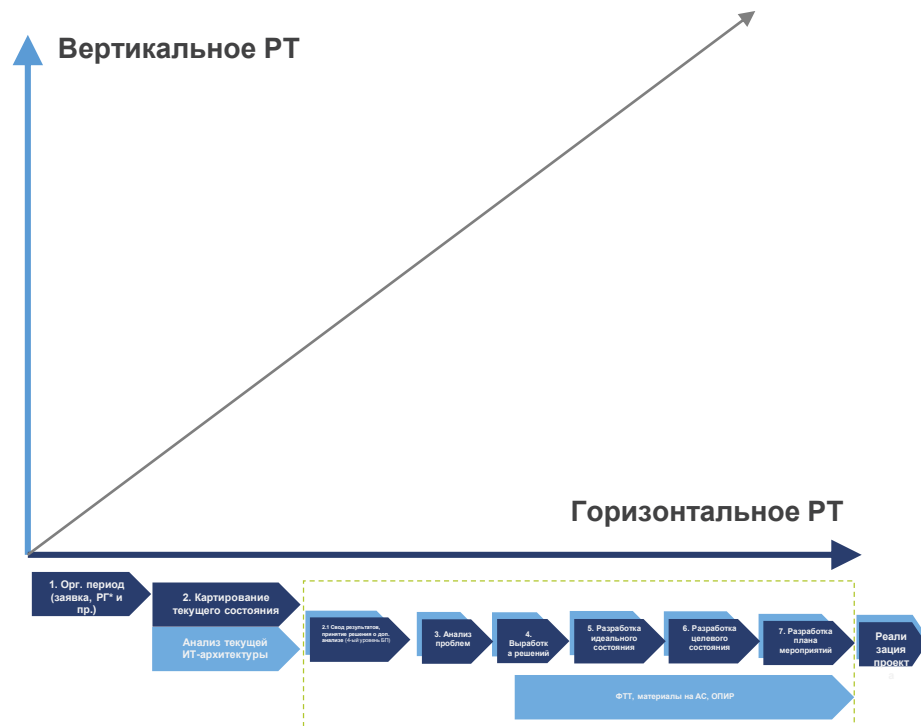 Вертикальное РТ
Горизонтальное РТ
1. Орг. период
(заявка, РГ* и
пр.)
2. Картирование
текущего состояния
Анализ текущей
ИТ-архитектуры
2.1 Свод результатов,
принятие решения о доп.
анализе (4-ый уровень БП)
3. Анализ
проблем
4.
Выработк
а решений
5. Разработка
идеального
состояния
6. Разработка
целевого
состояния
7. Разработка
плана
мероприятий
Реали
зация
проект
а
ФТТ, материалы на АС, ОПИР